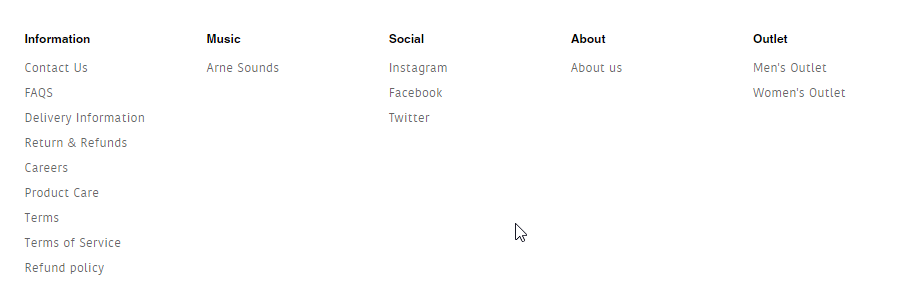 Information
Contact Us
FAQS
Delivery Information
Return & Refunds
Careers
Product Care
Terms
Terms of Service
Refund policy
Music
Arne Sounds
Social
Instagram
Facebook
Twitter
About
About us
Outlet
Men's Outlet
Women's Outlet